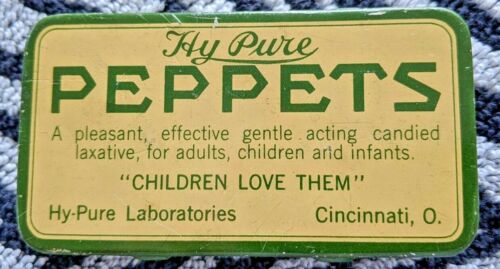 Hy Pure
PEPPETS
A pleasant, effective gentle acting candied
laxative, for adults, children and infants.
"CHILDREN LOVE THEM"
Hy-Pure Laboratories Cincinnati, O.